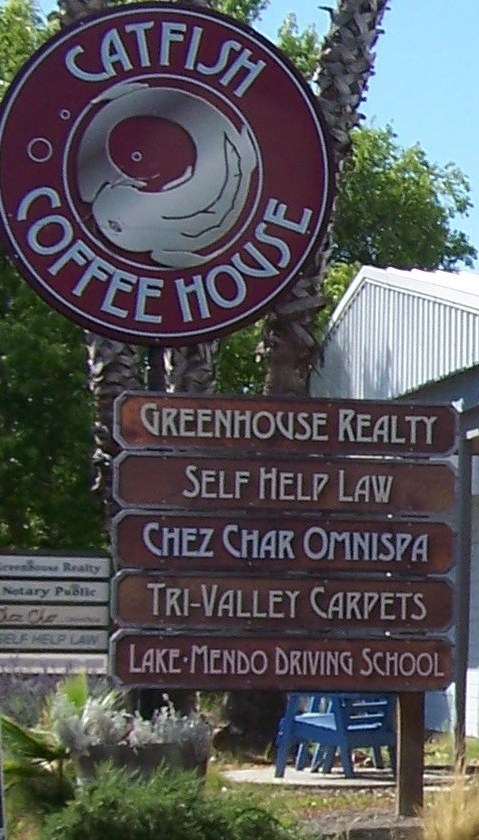 CATFISH
COFFEE HOUSE
GREENHOUSE REALTY
SELF HELP LAW
CHEZ CHAR OMNISPA
TRI-VALLEY CARPETS
LAKE·MENDO DRIVING SCHOOL
Greenhouse Realty
Notary Public
Chez Char
SELF HELP LAW